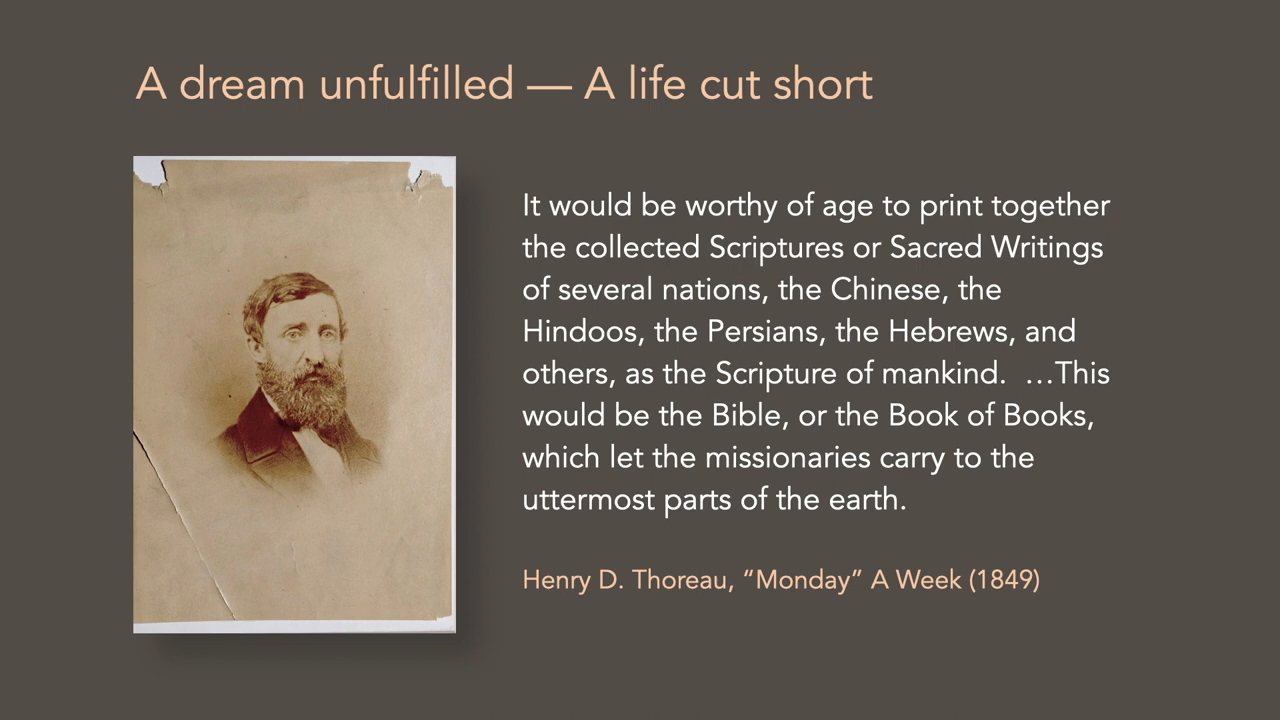 A dream unfulfilled — A life cut short
It would be worthy of age to print together
the collected Scriptures or Sacred Writings
of several nations, the Chinese, the
Hindoos, the Persians, the Hebrews, and
others, as the Scripture of mankind.  …This
would be the Bible, or the Book of Books,
which let the missionaries carry to the
uttermost parts of the earth.
Henry D. Thoreau, “Monday” A Week (1849)